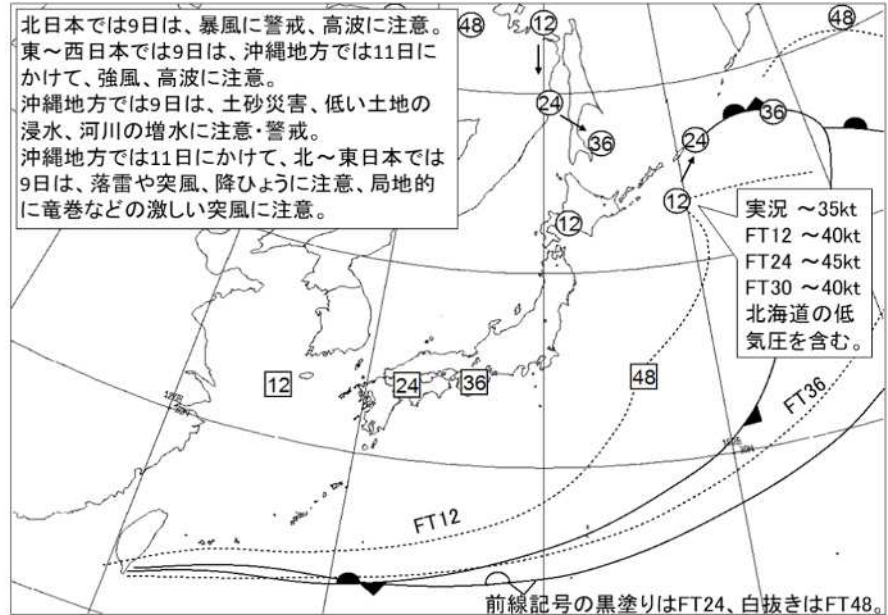 北日本では9日は、暴風に警戒、高波に注意。
東～西日本では9日は、沖縄地方では11日に
かけて、強風、高波に注意。
沖縄地方では9日は、土砂災害、低い土地の
浸水、河川の増水に注意・警戒。
沖縄地方では11日にかけて、北～東日本では
9日は、落雷や突風、降ひょうに注意、局地的
に竜巻などの激しい突風に注意。
48
12
48
24
36
36
24
12
12
実況 ～35kt
FT12 ～40kt
FT24 ～45kt
FT30 ～40kt
北海道の低
気圧を含む。
12
24
36
48
FT36
FT12
前線記号の黒塗りはFT24、白抜きはFT48。